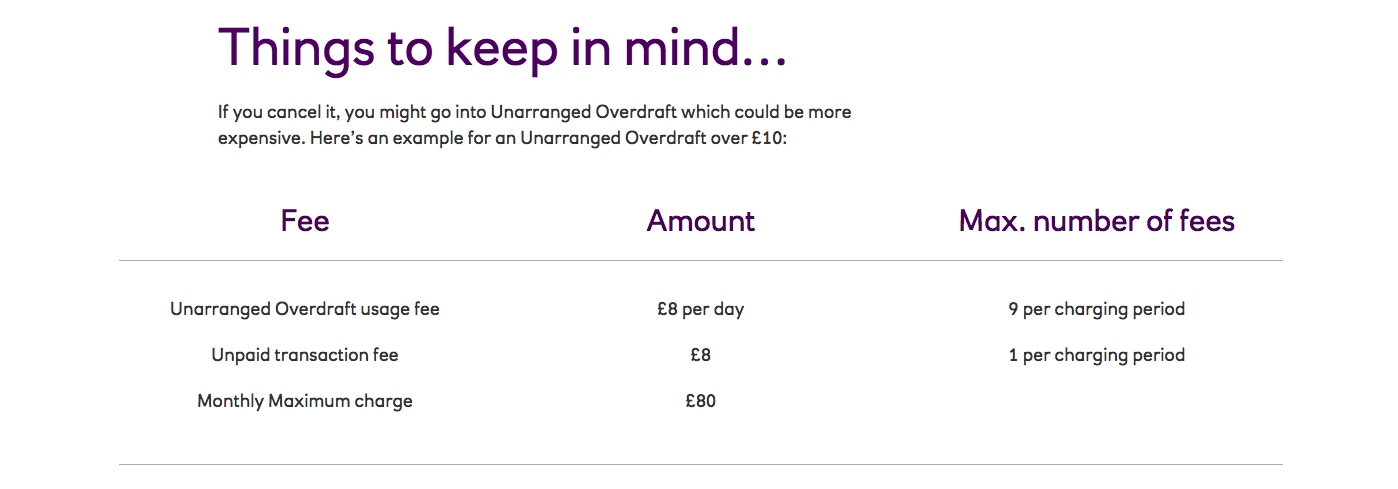 Things to keep in mind...
If you cancel it, you might go into Unarranged Overdraft which could be more
expensive. Here's an example for an Unarranged Overdraft over £10:
Fee Amount Max. number of fees
Unarranged Overdraft usage fee £8 per day 9 per charging period
Unpaid transaction fee £8 1 per charging period
Monthly Maximum charge £80